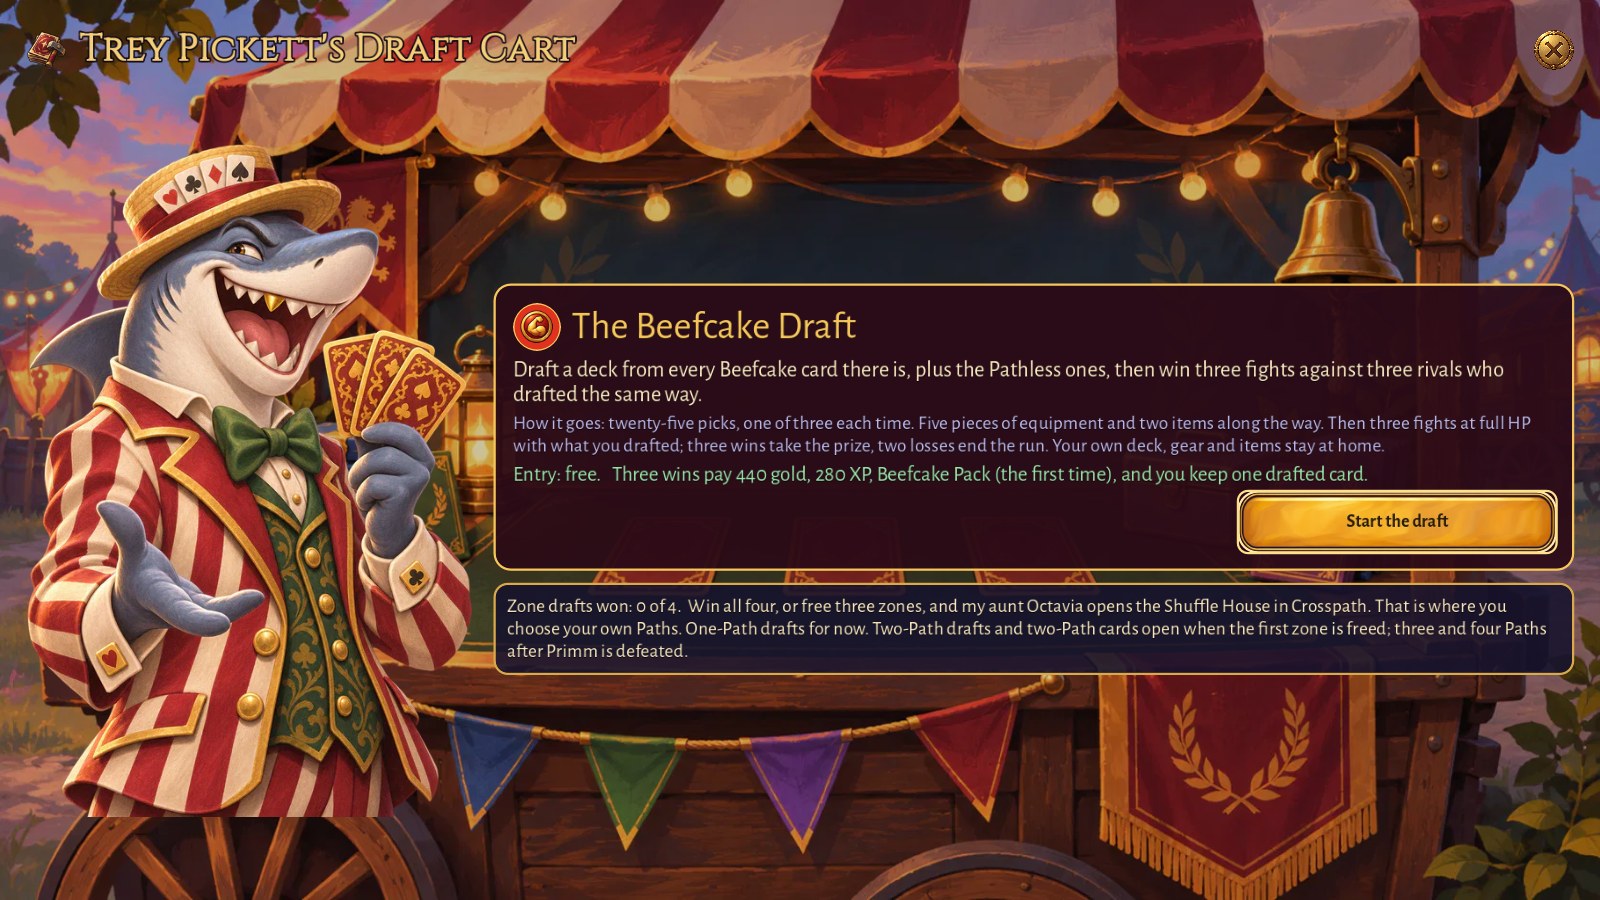 Trey Pickett's Draft Cart
The Beefcake Draft
Draft a deck from every Beefcake card there is, plus the Pathless ones, then win three fights against three rivals who
drafted the same way.
How it goes: twenty-five picks, one of three each time. Five pieces of equipment and two items along the way. Then three fights at full HP
with what you drafted; three wins take the prize, two losses end the run. Your own deck, gear and items stay at home.
Entry: free. Three wins pay 440 gold, 280 XP, Beefcake Pack (the first time), and you keep one drafted card.
Start the draft
Zone drafts won: 0 of 4. Win all four, or free three zones, and my aunt Octavia opens the Shuffle House in Crosspath. That is where you
choose your own Paths. One-Path drafts for now. Two-Path drafts and two-Path cards open when the first zone is freed; three and four Paths
after Primm is defeated.